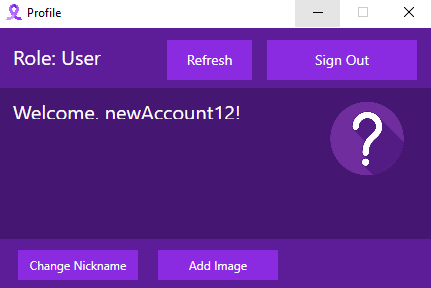 Profile
Role: User
Refresh
Sign Out
Welcome, newAccount12!
?
Change Nickname
Add Image